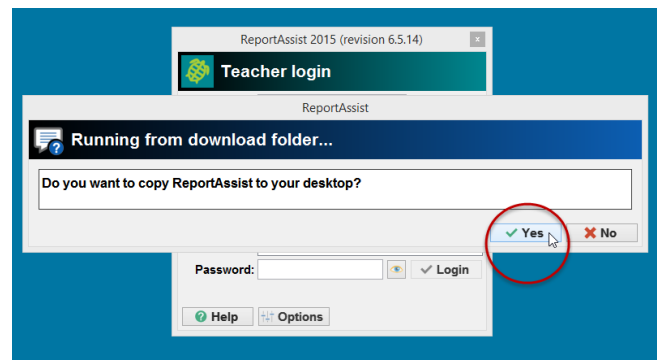 ReportAssist 2015 (revision 6.5.14)
x
Teacher login
ReportAssist
Running from download folder...
Do you want to copy ReportAssist to your desktop?
Yes
No
Password:
Login
Help
Options